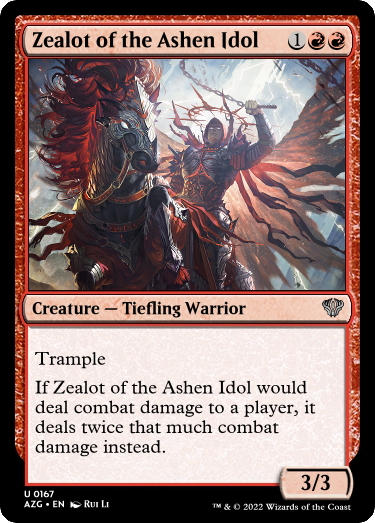 Zealot of the Ashen Idol 1
Creature — Tiefling Warrior
Trample
If Zealot of the Ashen Idol would
deal combat damage to a player, it
deals twice that much combat
damage instead.
3/3
U 0167
AZG • EN Rui Li
™ & © 2022 Wizards of the Coast